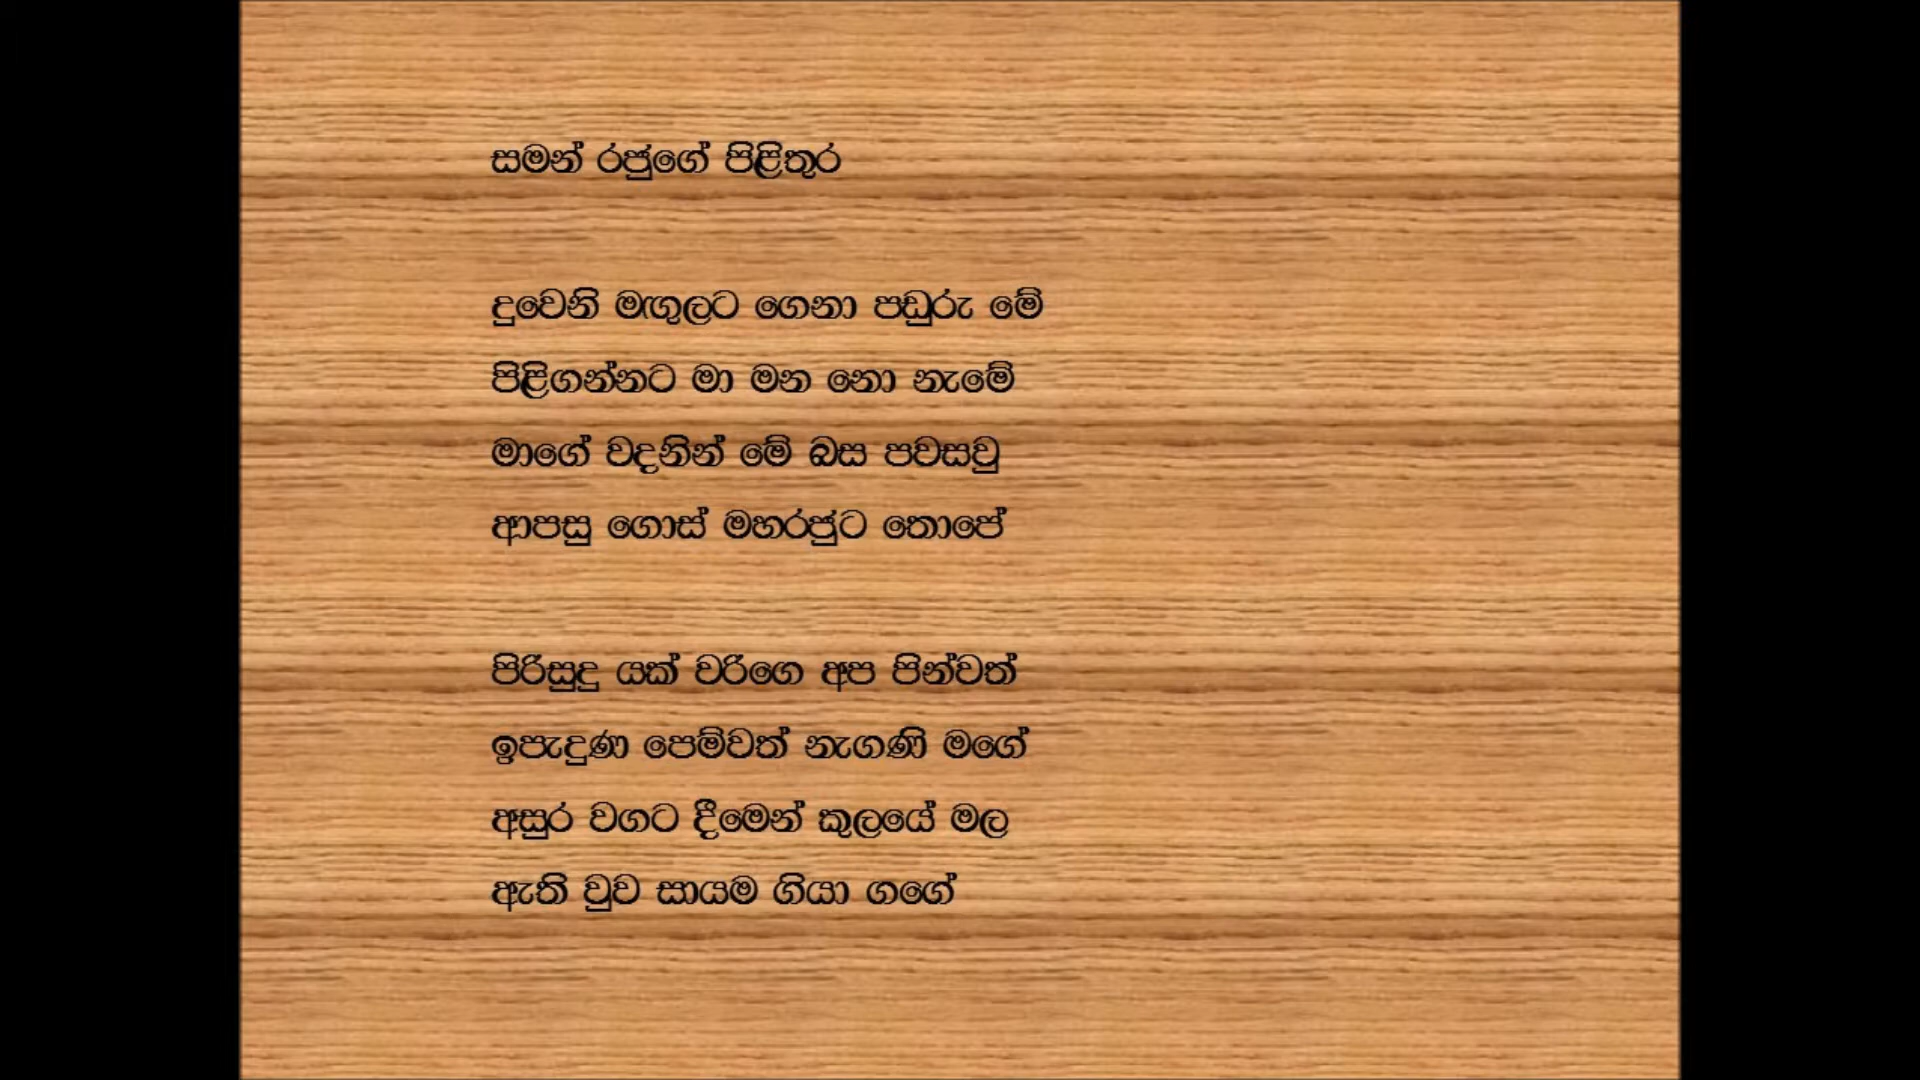 සමන් රජුගේ පිළිතුර
දුවෙනි මඟුලට ගෙනා පඬුරු මේ
පිළිගන්නට මා මන නො නැමේ
මාගේ වදනින් මේ බස පවසවු
ආපසු ගොස් මහරජුට තොපේ
පිරිසුදු යක් වරිගෙ අප පින්වත්
ඉපැදුණ පෙම්වත් නැගණි මගේ
අසුර වගට දීමෙන් කුලයේ මල
ඇති වුව සායම ගියා ගගේ